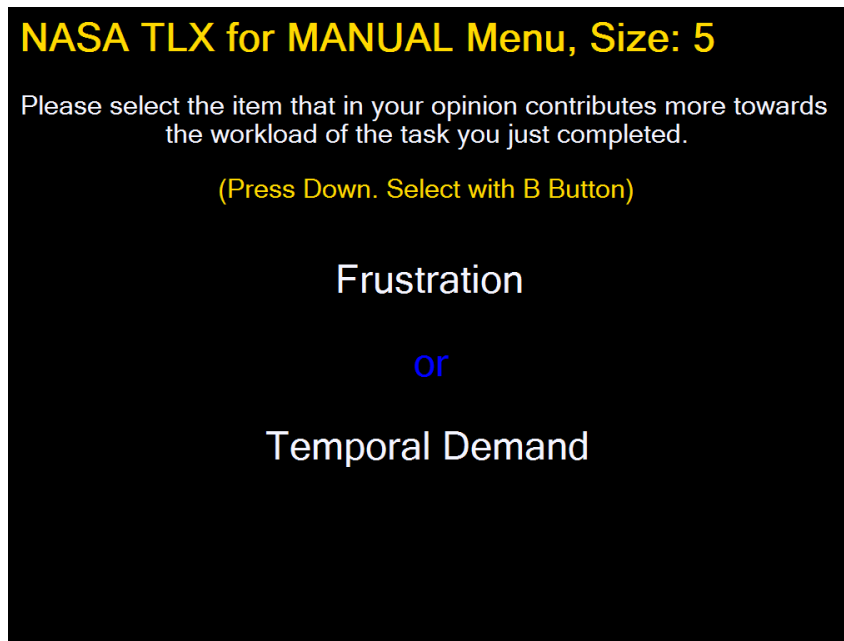 NASA TLX for MANUAL Menu, Size: 5
Please select the item that in your opinion contributes more towards
the workload of the task you just completed.
(Press Down. Select with B Button)
Frustration
or
Temporal Demand